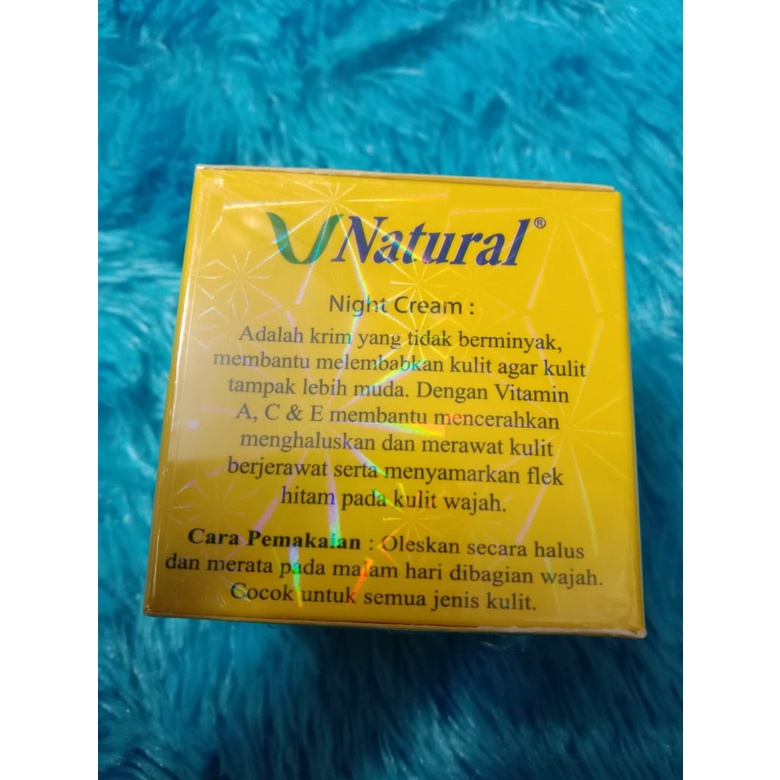 Natural®
Night Cream :
Adalah krim yang tidak berminyak,
membantu melembabkan kulit agar kulit
tampak lebih muda. Dengan Vitamin
A, C & E membantu mencerahkan
menghaluskan dan merawat kulit
berjerawat serta menyamarkan flek
hitam pada kulit wajah.
Cara Pemakaian : Oleskan secara halus
dan merata pada malam hari dibagian wajah.
Cocok untuk semua jenis kulit.